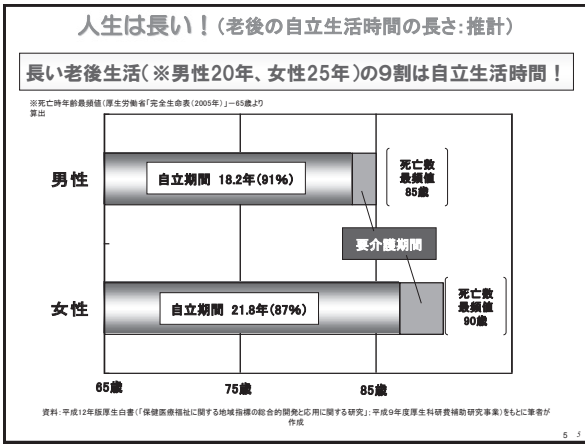 人生は長い！（老後の自立生活時間の長さ：推計）
長い老後生活（※男性20年、女性25年）の9割は自立生活時間！
※死亡時年齢最頻値（厚生労働省「完全生命表（2005年）」－65歳より
算出
男性
自立期間 18.2年(91%)
死亡数
最頻値
85歳
要介護期間
女性
自立期間 21.8年(87%)
死亡数
最頻値
90歳
65歳 75歳 85歳
資料：平成12年版厚生白書（「保健医療福祉に関する地域指標の総合的開発と応用に関する研究」：平成9年度厚生科研費補助研究事業）をもとに筆者が
作成
5 5